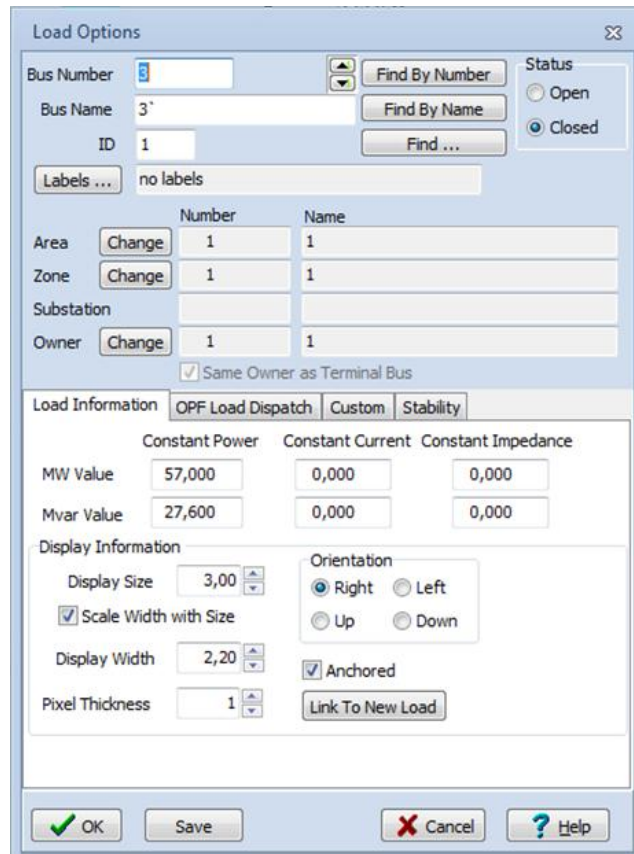 Load Options
Bus Number 3 Find By Number Status
Open
Bus Name 3` Find By Name
Closed
ID 1 Find ...
Labels ... no labels
Number Name
Area Change 1 1
Zone Change 1 1
Substation
Owner Change 1 1
Same Owner as Terminal Bus
Load Information OPF Load Dispatch Custom Stability
Constant Power Constant Current Constant Impedance
MW Value 57,000 0,000 0,000
Mvar Value 27,600 0,000 0,000
Display Information
Orientation
Display Size 3,00 Right Left
Scale Width with Size Up Down
Display Width 2,20 Anchored
Pixel Thickness 1 Link To New Load
OK Save Cancel ? Help